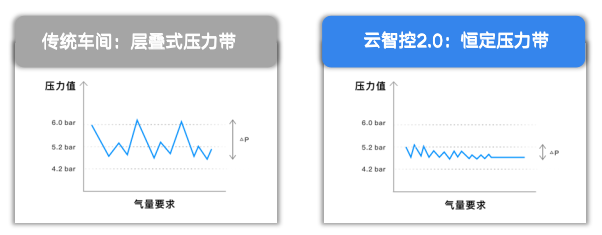 传统车间：层叠式压力带
压力值
6.0 bar
5.2 bar
4.2 bar
△P
气量要求
云智控2.0：恒定压力带
压力值
6.0 bar
5.2 bar
4.2 bar
△P
气量要求